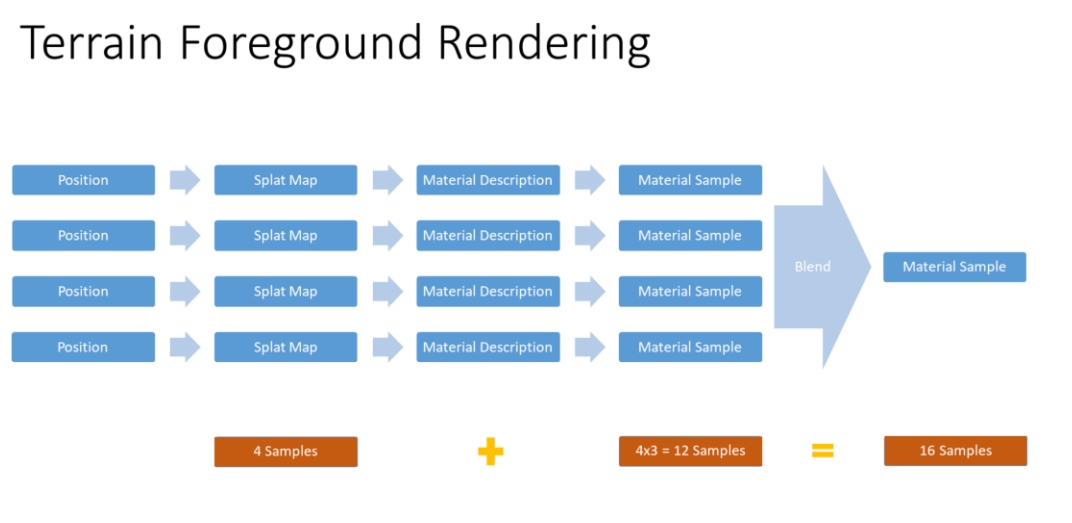 Terrain Foreground Rendering
Position Splat Map Material Description Material Sample
Position Splat Map Material Description Material Sample
Blend Material Sample
Position Splat Map Material Description Material Sample
Position Splat Map Material Description Material Sample
4 Samples + 4x3 = 12 Samples = 16 Samples